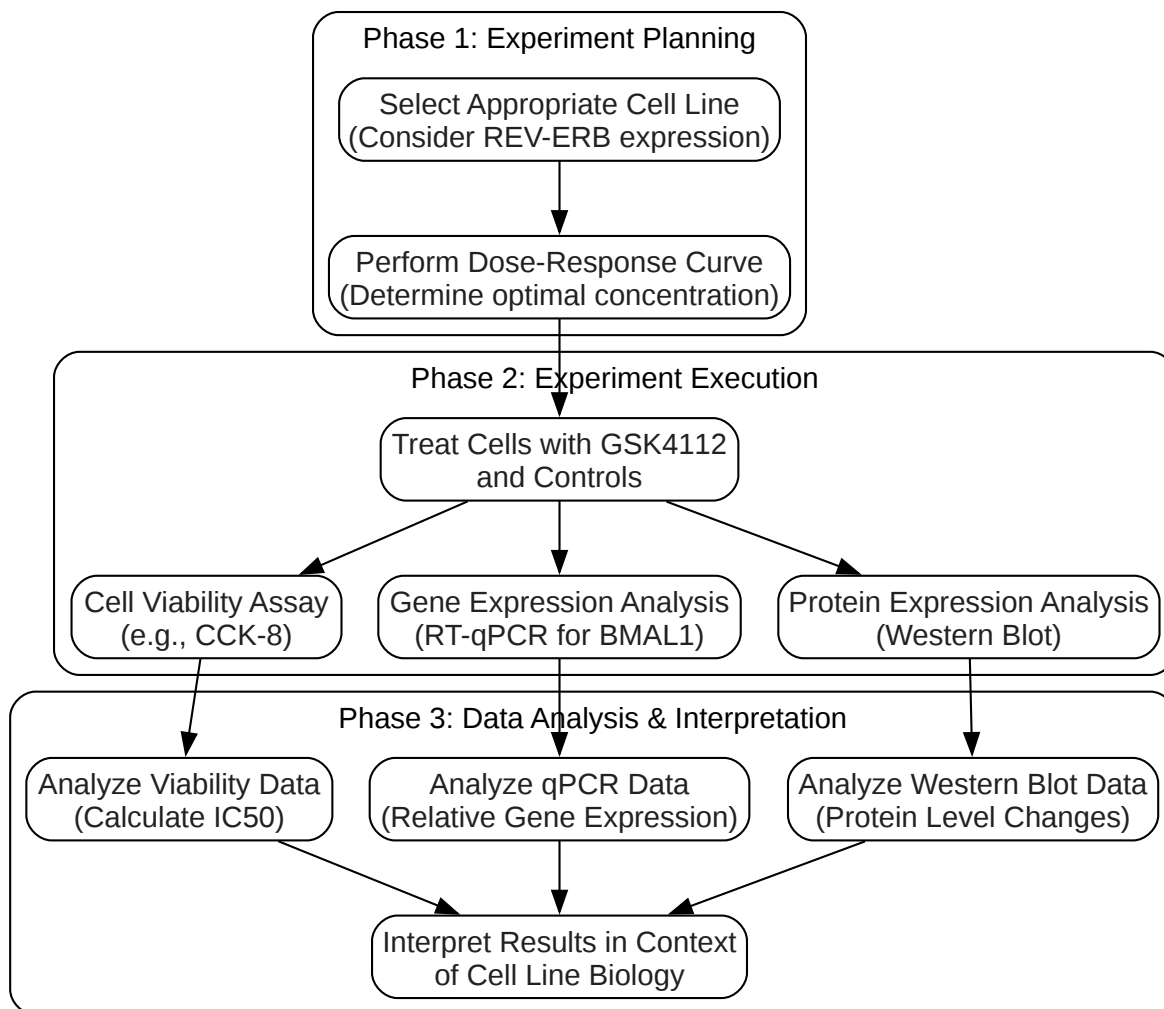 Phase 1: Experiment Planning
Select Appropriate Cell Line
(Consider REV-ERB expression)
Perform Dose-Response Curve
(Determine optimal concentration)
Phase 2: Experiment Execution
Treat Cells with GSK4112
and Controls
Cell Viability Assay
(e.g., CCK-8)
Gene Expression Analysis
(RT-qPCR for BMAL1)
Protein Expression Analysis
(Western Blot)
Phase 3: Data Analysis & Interpretation
Analyze Viability Data
(Calculate IC50)
Analyze qPCR Data
(Relative Gene Expression)
Analyze Western Blot Data
(Protein Level Changes)
Interpret Results in Context
of Cell Line Biology